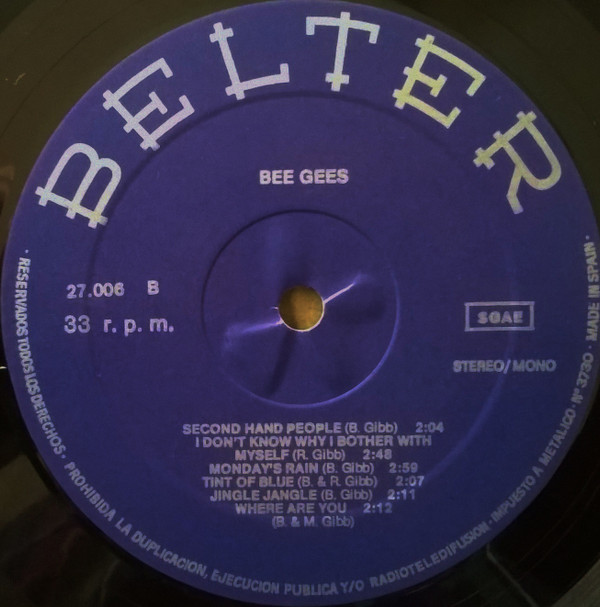 BELTER
BEE GEES
27.006 B
33 r. p. m.
SGAE
STEREO/MONO
SECOND HAND PEOPLE (B. Gibb) 2:04
I DON'T KNOW WHY I BOTHER WITH
MYSELF (R. Gibb) 2:48
MONDAY'S RAIN (B. Gibb) 2:59
TINT OF BLUE (B. & R. Gibb) 2:07
JINGLE JANGLE (B. Gibb) 2:11
WHERE ARE YOU 2:12
(B. & M. Gibb)
· RESERVADOS TODOS LOS DERECHOS · PROHIBIDA LA DUPLICACION, EJECUCION PUBLICA Y/O RADIOTELEDIFUSION · IMPUESTO A METALICO · Nº 3730 · MADE IN SPAIN ·